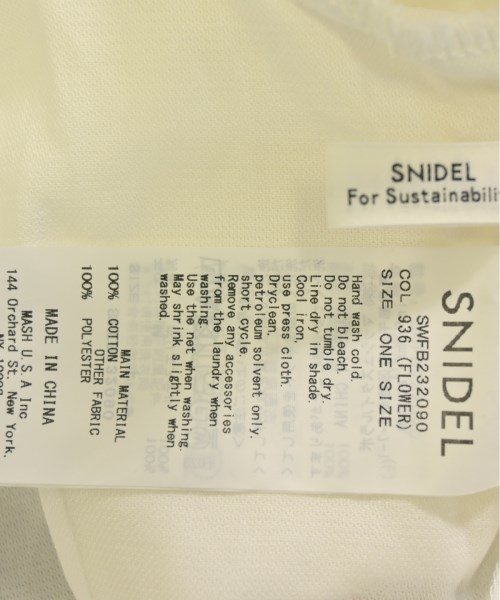 SNIDEL
For Sustainabili
SNIDEL
SWFB232090
COL 936 (FLOWER)
SIZE ONE SIZE
Hand wash cold.
Do not bleach.
Do not tumble dry.
Line dry in shade.
Cool iron,
use press cloth.
Dryclean,
petroleum solvent only.
short cycle.
Remove any accessories
from the laundry when
washing.
Use the net when washing.
May shrink slightly when
washed.
MAIN MATERIAL
100% COTTON
OTHER FABRIC
100% POLYESTER
MADE IN CHINA
MASH U.S.A Inc
144 Orchard St. New York,